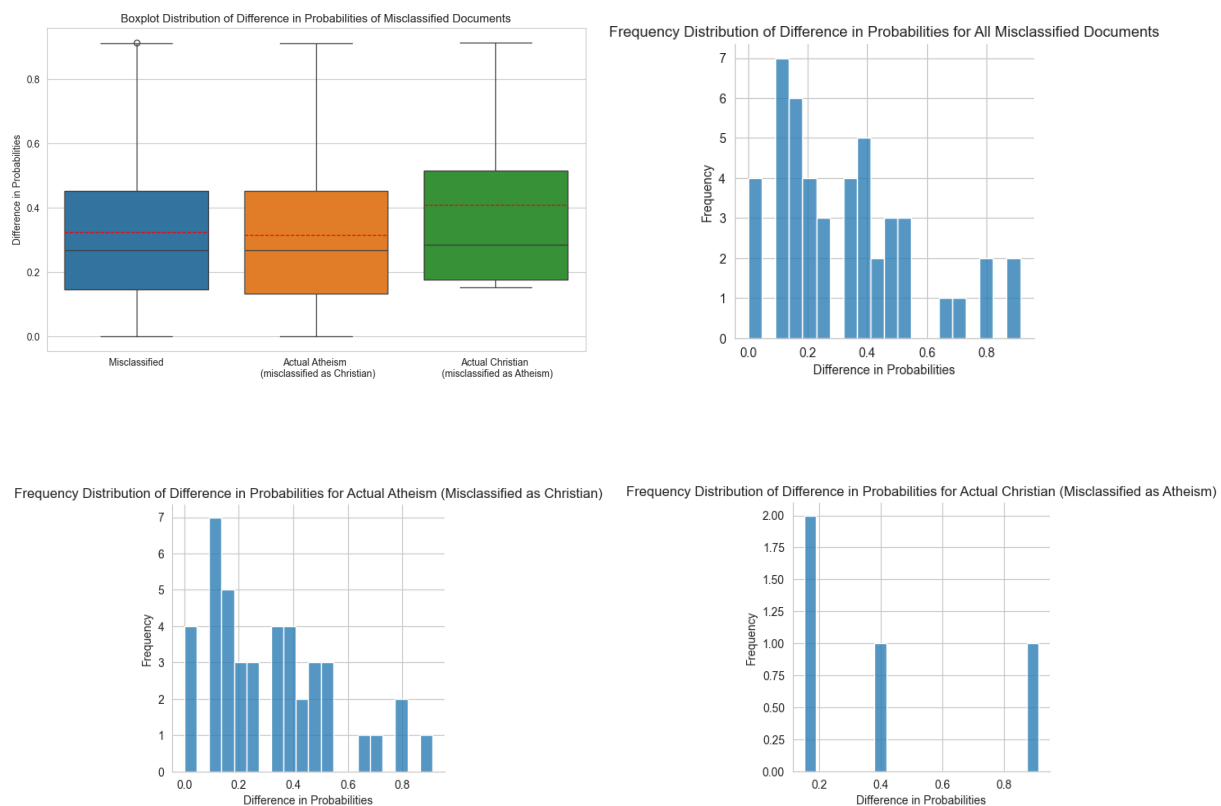 Boxplot Distribution of Difference in Probabilities of Misclassified Documents
Difference in Probabilities
0.8
0.6
0.4
0.2
0.0
Misclassified
Actual Atheism
(misclassified as Christian)
Actual Christian
(misclassified as Atheism)
Frequency Distribution of Difference in Probabilities for All Misclassified Documents
Frequency
7
6
5
4
3
2
1
0
0.0 0.2 0.4 0.6 0.8
Difference in Probabilities
Frequency Distribution of Difference in Probabilities for Actual Atheism (Misclassified as Christian)
Frequency
7
6
5
4
3
2
1
0
0.0 0.2 0.4 0.6 0.8
Difference in Probabilities
Frequency Distribution of Difference in Probabilities for Actual Christian (Misclassified as Atheism)
Frequency
2.00
1.75
1.50
1.25
1.00
0.75
0.50
0.25
0.00
0.2 0.4 0.6 0.8
Difference in Probabilities